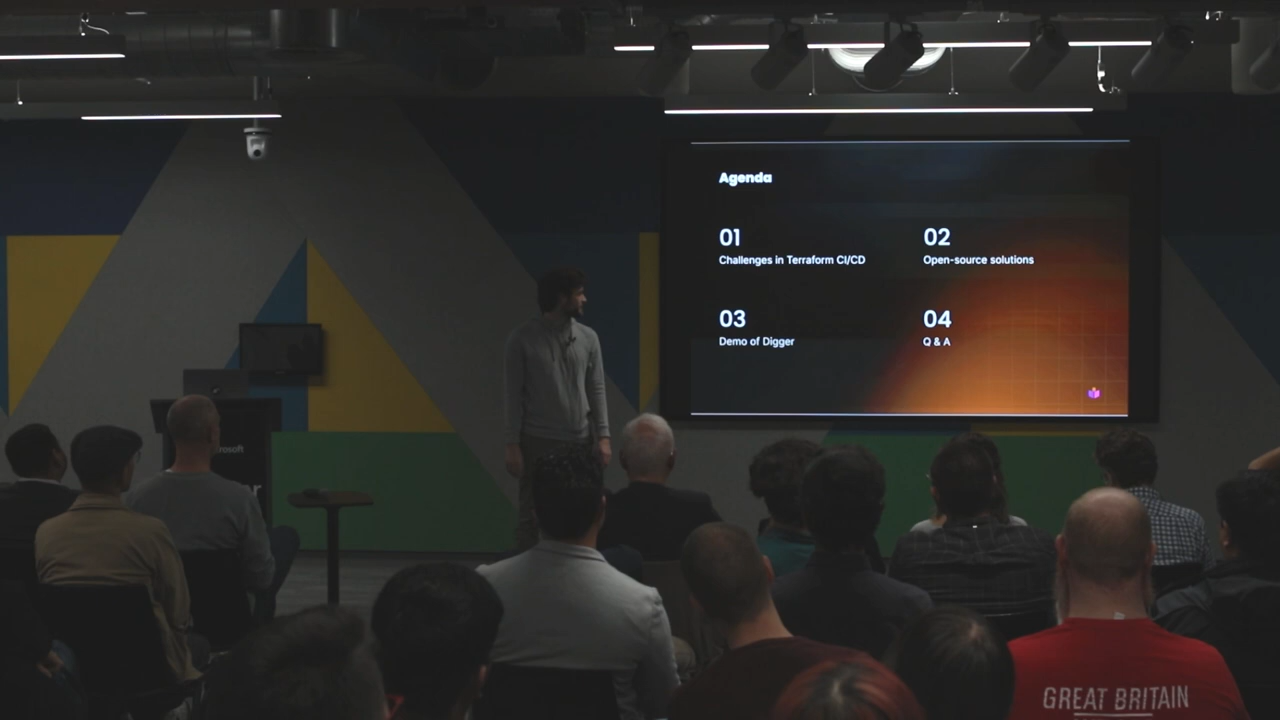 Agenda
01
Challenges in Terraform CI/CD
02
Open-source solutions
03
Demo of Digger
04
Q & A
GREAT BRITAIN